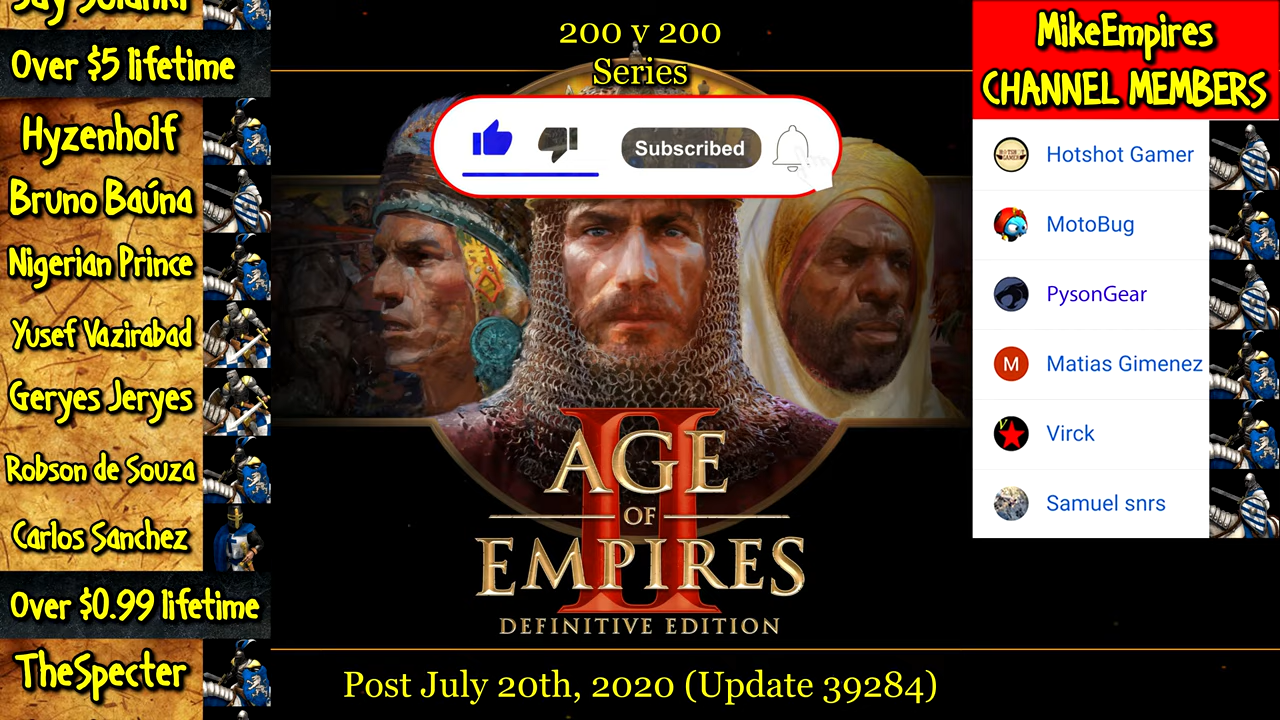 Jay Solanki
Over $5 lifetime
Hyzenholf
Bruno Baúna
Nigerian Prince
Yusef Vazirabad
Geryes Jeryes
Robson de Souza
Carlos Sanchez
Over $0.99 lifetime
TheSpecter
200 v 200
Series
Subscribed
AGE
OF
EMPIRES
II
DEFINITIVE EDITION
Post July 20th, 2020 (Update 39284)
MikeEmpires
CHANNEL MEMBERS
Hotshot Gamer
MotoBug
PysonGear
M
Matias Gimenez
Virck
Samuel snrs